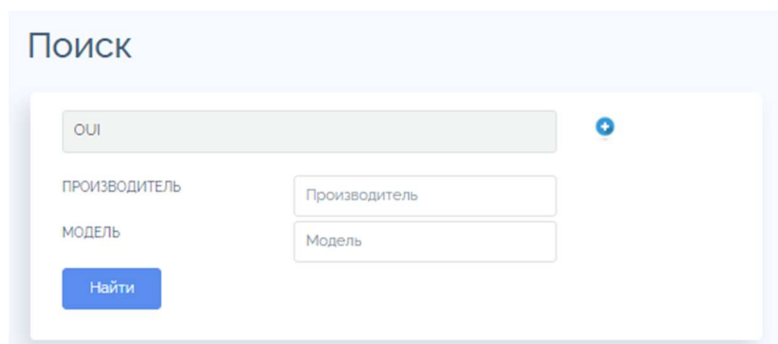 Поиск
OUI
ПРОИЗВОДИТЕЛЬ
Производитель
МОДЕЛЬ
Модель
Найти